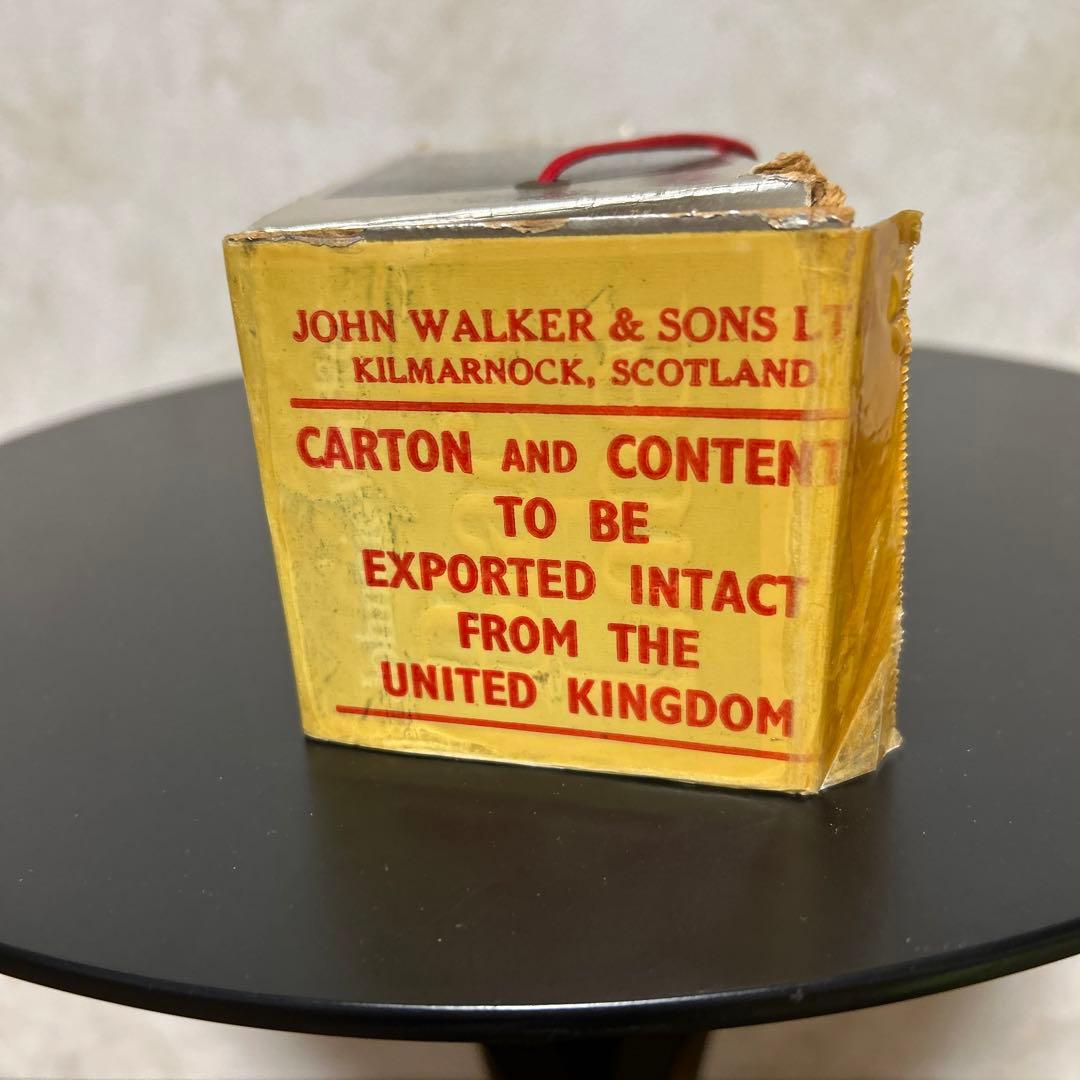 JOHN WALKER & SONS LT
KILMARNOCK, SCOTLAND
CARTON AND CONTENT
TO BE
EXPORTED INTACT
FROM THE
UNITED KINGDOM